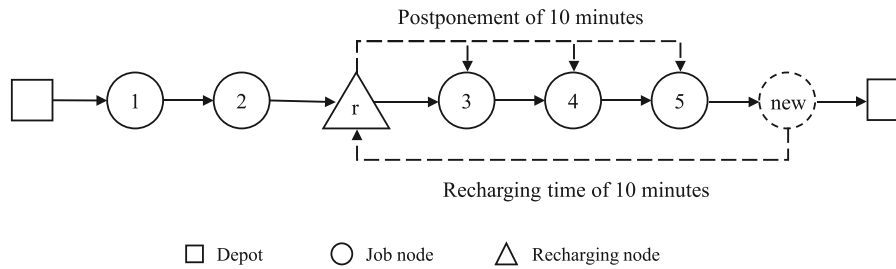 Postponement of 10 minutes
1 2 r 3 4 5 new
Recharging time of 10 minutes
Depot Job node Recharging node